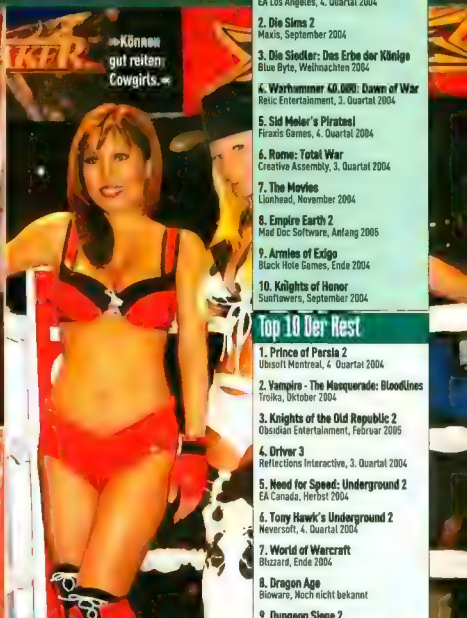 AKER
»Können
gut reiten:
Cowgirls.«
EA Los Angeles, 4. Quartal 2004
2. Die Sims 2
Maxis, September 2004
3. Die Siedler: Das Erbe der Könige
Blue Byte, Weihnachten 2004
4. Warhammer 40.000: Dawn of War
Relic Entertainment, 3. Quartal 2004
5. Sid Meier's Pirates!
Firaxis Games, 4. Quartal 2004
6. Rome: Total War
Creative Assembly, 3. Quartal 2004
7. The Movies
Lionhead, November 2004
8. Empire Earth 2
Mad Doc Software, Anfang 2005
9. Armies of Exigo
Black Hole Games, Ende 2004
10. Knights of Honor
Sunflowers, September 2004
Top 10 Der Rest
1. Prince of Persia 2
Ubisoft Montreal, 4. Quartal 2004
2. Vampire - The Masquerade: Bloodlines
Troika, Oktober 2004
3. Knights of the Old Republic 2
Obsidian Entertainment, Februar 2005
4. Driver 3
Reflections Interactive, 3. Quartal 2004
5. Need for Speed: Underground 2
EA Canada, Herbst 2004
6. Tony Hawk's Underground 2
Neversoft, 4. Quartal 2004
7. World of Warcraft
Blizzard, Ende 2004
8. Dragon Age
Bioware, Noch nicht bekannt
9. Dungeon Siege 2